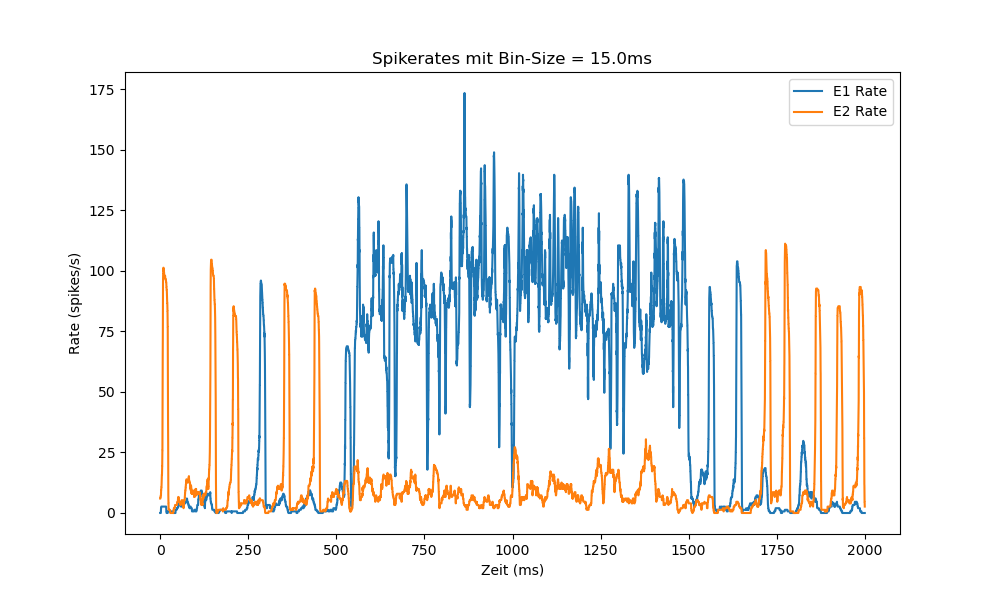 Spikerates mit Bin-Size = 15.0ms
E1 Rate
E2 Rate
Rate (spikes/s)
175
150
125
100
75
50
25
0
0 250 500 750 1000 1250 1500 1750 2000
Zeit (ms)